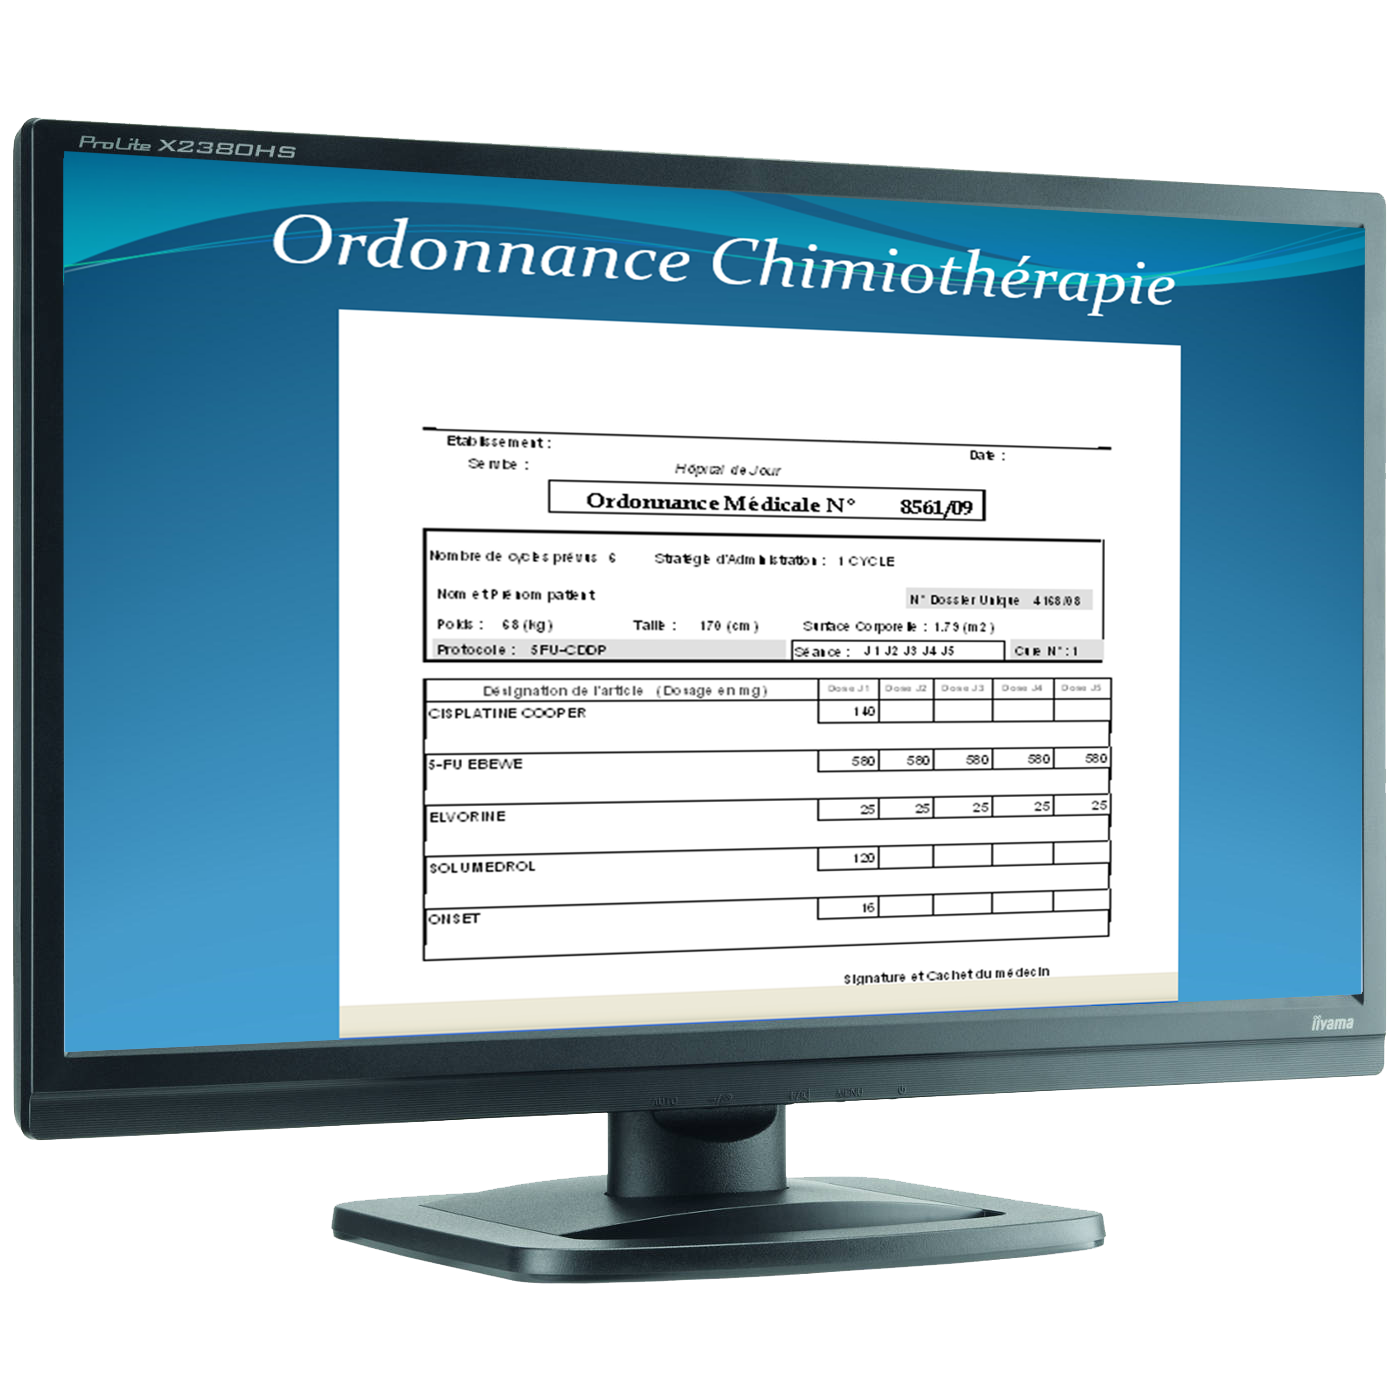 ProLite X2380HS
Ordonnance Chimiothérapie
Etablissement :
Date :
Service :
Hôpital de Jour
Ordonnance Médicale N° 8561/09
Nombre de cycles prévus 6 Stratégie d'Administration : 1 CYCLE
Nom et Prénom patient
N° Dossier Unique 4168/08
Poids : 68 (kg) Taille : 170 (cm) Surface Corporelle : 1.79 (m2)
Protocole : 5FU-CDDP Séance : J1 J2 J3 J4 J5 Cure N° : 1
Désignation de l'article (Dosage en mg) Dose J1 Dose J2 Dose J3 Dose J4 Dose J5
CISPLATINE COOPER 140
5-FU EBEWE 580 580 580 580 580
ELVORINE 25 25 25 25 25
SOLUMEDROL 120
ONSET 16
Signature et Cachet du médecin
iiyama
AUTO MENU